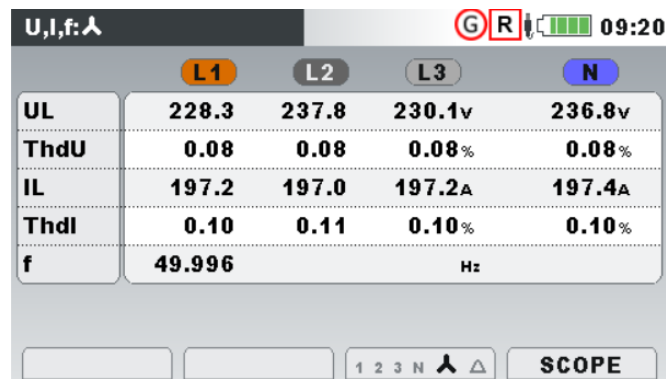 U,I,f: G R 09:20
L1 L2 L3 N
UL 228.3 237.8 230.1V 236.8V
ThdU 0.08 0.08 0.08% 0.08%
IL 197.2 197.0 197.2A 197.4A
ThdI 0.10 0.11 0.10% 0.10%
f 49.996 Hz
1 2 3 N SCOPE